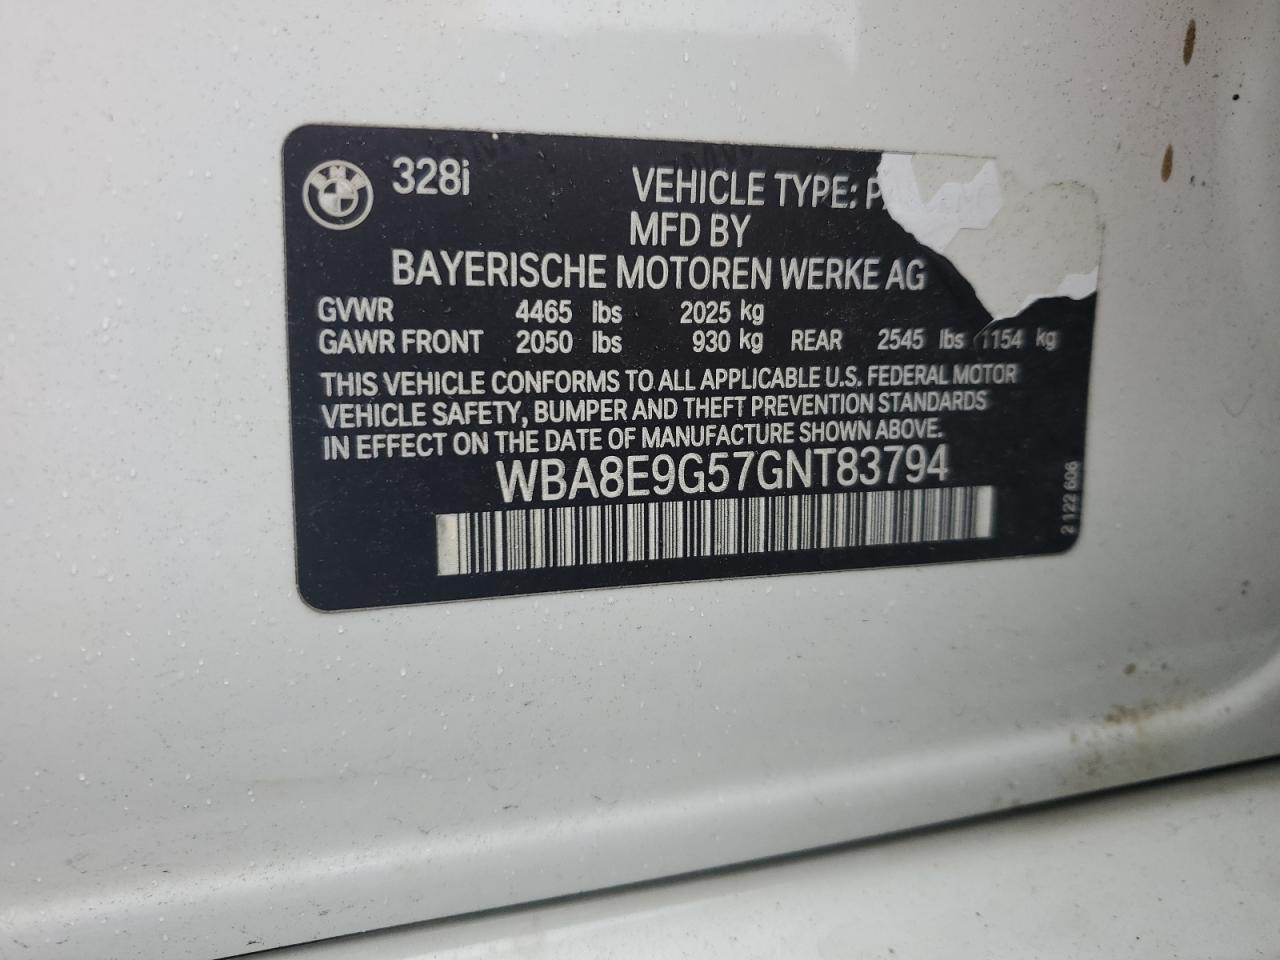 BMW
328i
VEHICLE TYPE:
MFD BY
BAYERISCHE MOTOREN WERKE AG
GVWR 4465 lbs 2025 kg
GAWR FRONT 2050 lbs 930 kg REAR 2545 lbs 1154 kg
THIS VEHICLE CONFORMS TO ALL APPLICABLE U.S. FEDERAL MOTOR
VEHICLE SAFETY, BUMPER AND THEFT PREVENTION STANDARDS
IN EFFECT ON THE DATE OF MANUFACTURE SHOWN ABOVE.
WBA8E9G57GNT83794
2 122 606